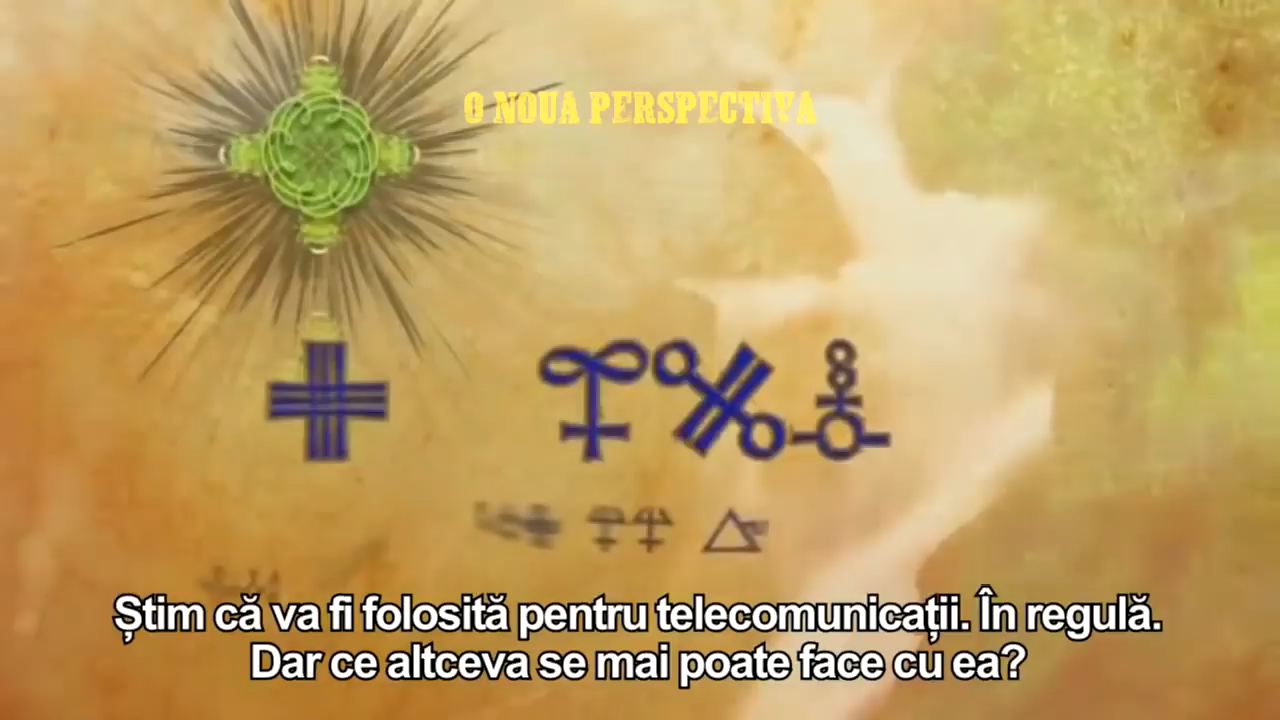 O NOUA PERSPECTIVA
Știm că va fi folosită pentru telecomunicații. În regulă.
Dar ce altceva se mai poate face cu ea?